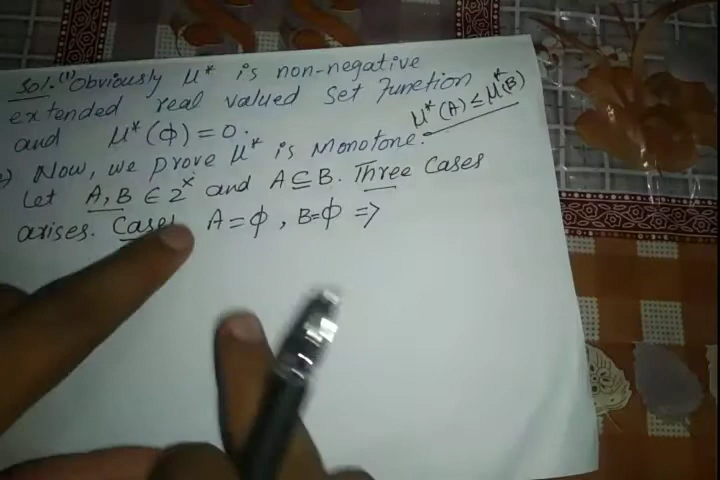 Sol. (1) Obviously μ* is non-negative
extended real valued set function
and μ*(ϕ) = 0.
μ*(A) ≤ μ*(B)
Now, we prove μ* is Monotone.
Let A, B ∈ 2^X and A ⊆ B. Three Cases
arises. Case A = ϕ, B = ϕ =>